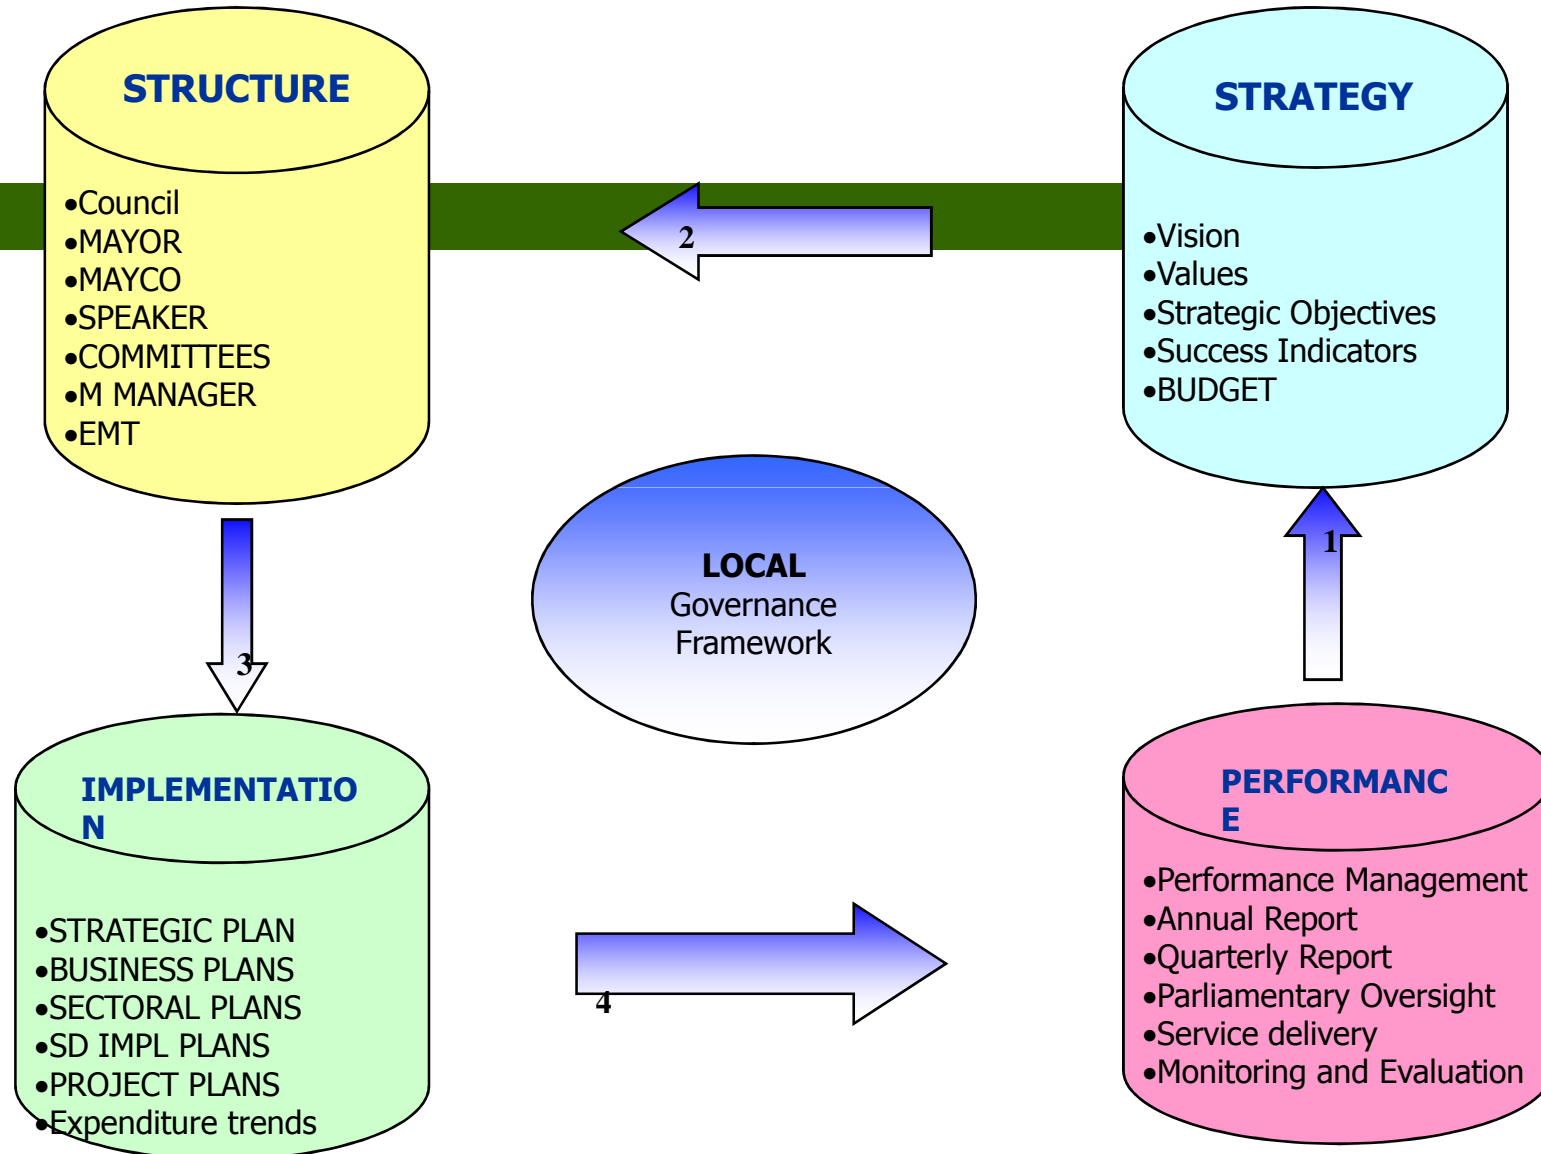 STRUCTURE
•Council
•MAYOR
•MAYCO
•SPEAKER
•COMMITTEES
•M MANAGER
•EMT
2
STRATEGY
•Vision
•Values
•Strategic Objectives
•Success Indicators
•BUDGET
3
LOCAL
Governance
Framework
1
IMPLEMENTATIO
N
•STRATEGIC PLAN
•BUSINESS PLANS
•SECTORAL PLANS
•SD IMPL PLANS
•PROJECT PLANS
•Expenditure trends
4
PERFORMANC
E
•Performance Management
•Annual Report
•Quarterly Report
•Parliamentary Oversight
•Service delivery
•Monitoring and Evaluation